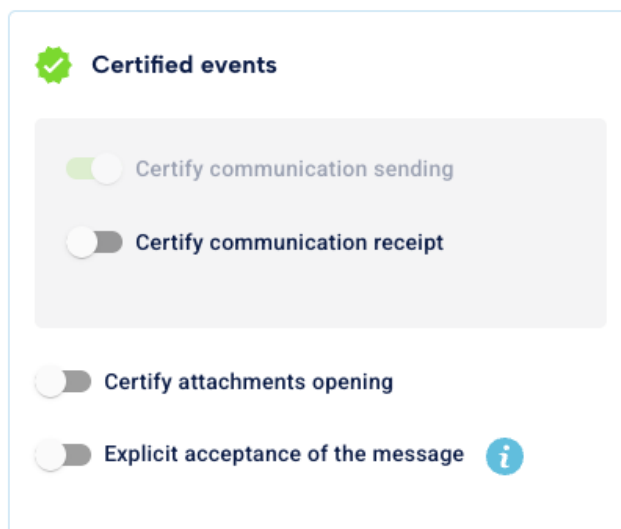 Certified events
Certify communication sending
Certify communication receipt
Certify attachments opening
Explicit acceptance of the message